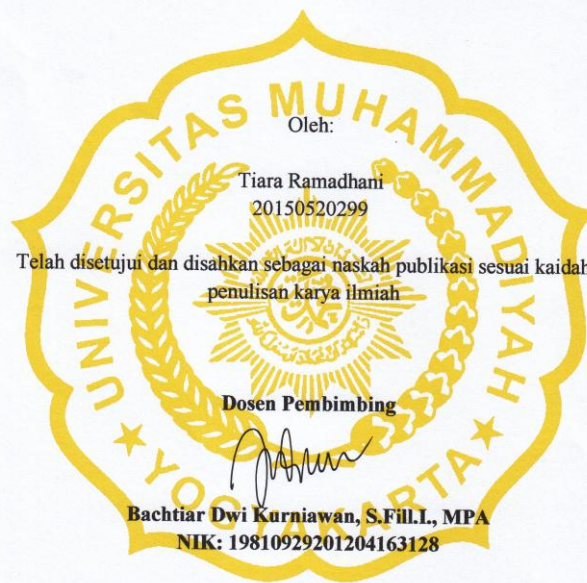 UNIVERSITAS MUHAMMADIYAH
YOGYAKARTA
Oleh:
Tiara Ramadhani
20150520299
Telah disetujui dan disahkan sebagai naskah publikasi sesuai kaidah
penulisan karya ilmiah
Dosen Pembimbing
Bachtiar Dwi Kurniawan, S.Fill.I., MPA
NIK: 19810929201204163128